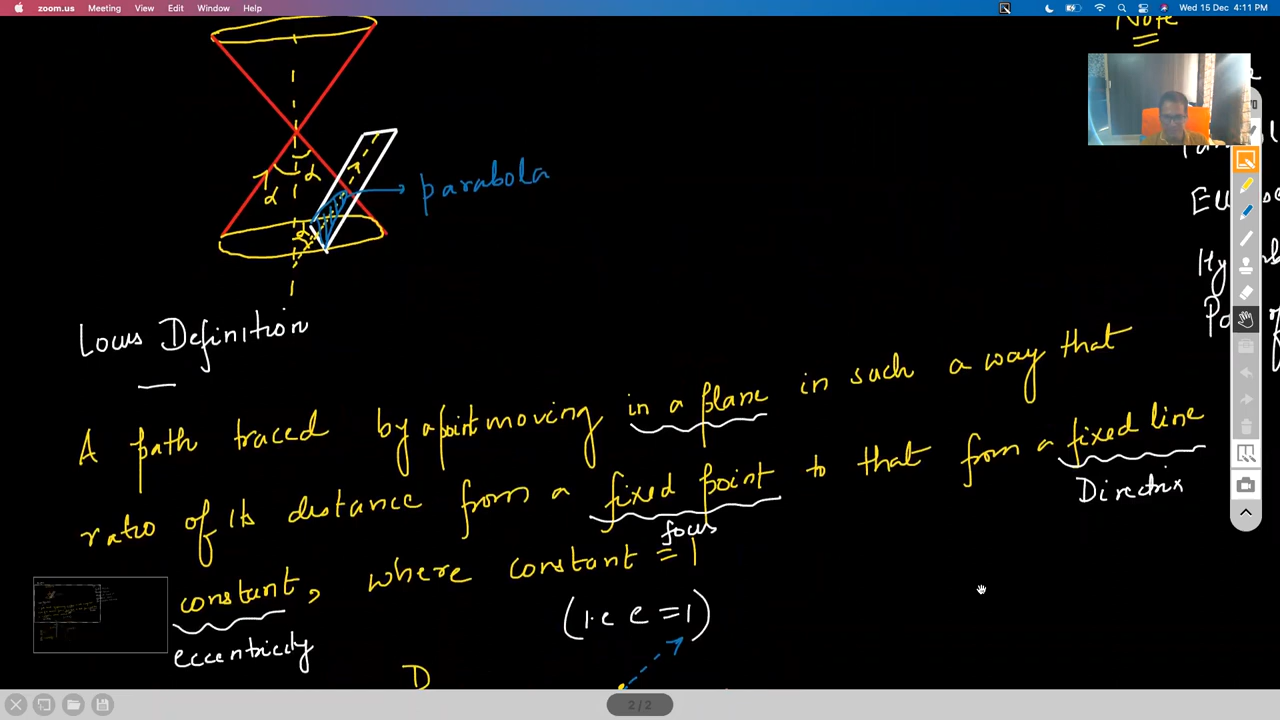 zoom.us Meeting View Edit Window Help Wed 15 Dec 4:11 PM
Note
α α
parabola
α
Locus Definition
A path traced by a point moving in a plane in such a way that
ratio of its distance from a fixed point to that from a fixed line
focus
Directrix
constant, where constant = 1
eccentricity
(i.e e = 1)
D
2 / 2